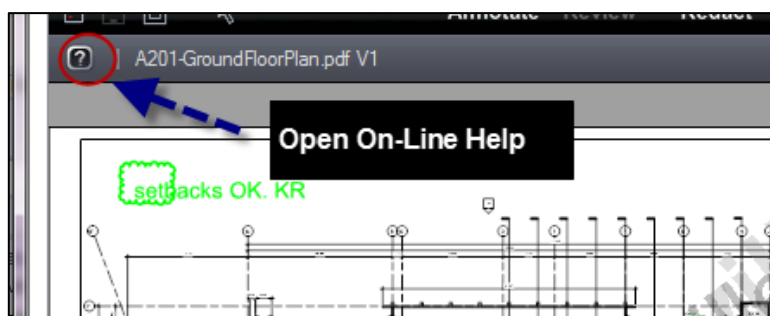 Annotate Review Redact
? A201-GroundFloorPlan.pdf V1
Open On-Line Help
setbacks OK. KR